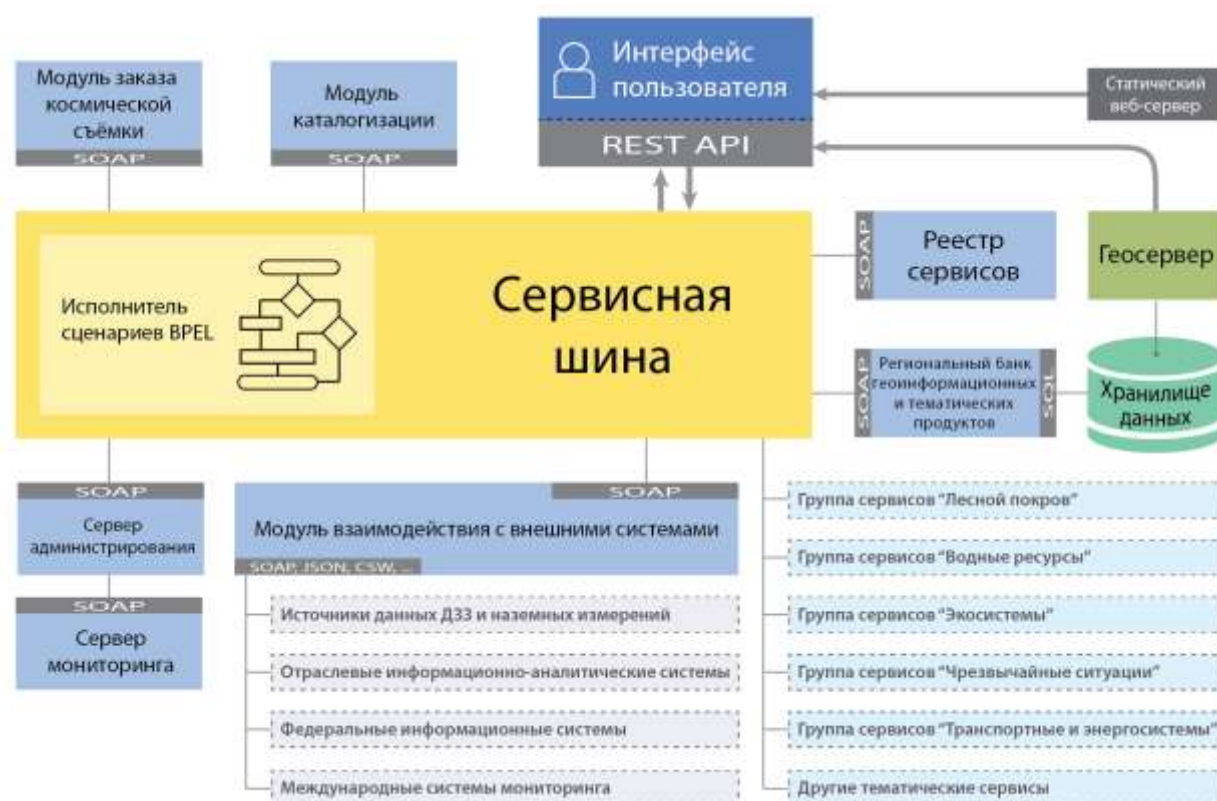 Модуль заказа
космической
съёмки
SOAP
Модуль
каталогизации
SOAP
Интерфейс
пользователя
REST API
Статический
веб-сервер
Исполнитель
сценариев BPEL
Сервисная
шина
SOAP
Реестр
сервисов
Геосервер
SOAP
Региональный банк
геоинформационных
и тематических
продуктов
SQL
Хранилище
данных
SOAP
Сервер
администрирования
SOAP
Сервер
мониторинга
SOAP
Модуль взаимодействия с внешними системами
SOAP, JSON, CSW, ...
Источники данных ДЗЗ и наземных измерений
Отраслевые информационно-аналитические системы
Федеральные информационные системы
Международные системы мониторинга
Группа сервисов "Лесной покров"
Группа сервисов "Водные ресурсы"
Группа сервисов "Экосистемы"
Группа сервисов "Чрезвычайные ситуации"
Группа сервисов "Транспортные и энергосистемы"
Другие тематические сервисы